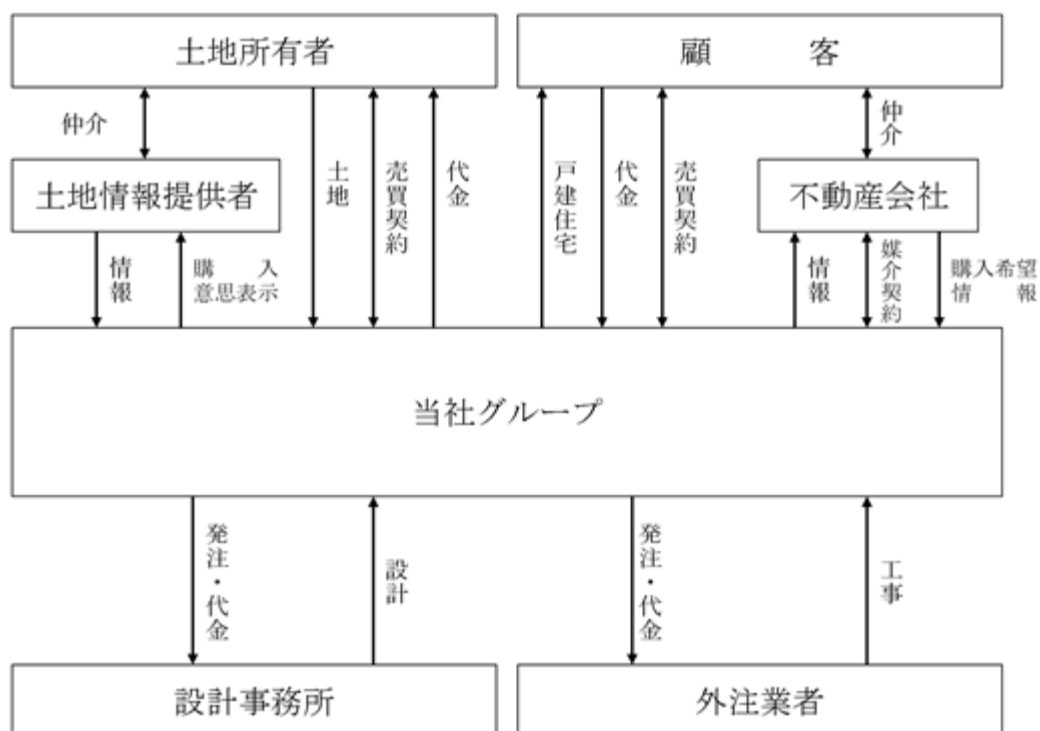 土地所有者
顧　　客
仲介
土地
売買契約
代金
戸建住宅
代金
売買契約
仲介
土地情報提供者
不動産会社
情報
購　入
意思表示
情報
媒介契約
購入希望
情　　報
当社グループ
発注・代金
設計
発注・代金
工事
設計事務所
外注業者